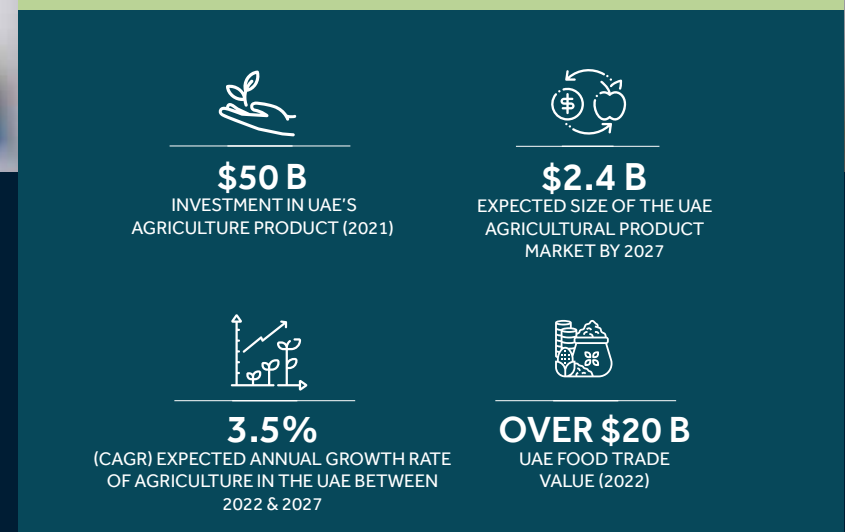 $50 B
INVESTMENT IN UAE'S
AGRICULTURE PRODUCT (2021)
$2.4 B
EXPECTED SIZE OF THE UAE
AGRICULTURAL PRODUCT
MARKET BY 2027
3.5%
(CAGR) EXPECTED ANNUAL GROWTH RATE
OF AGRICULTURE IN THE UAE BETWEEN
2022 & 2027
OVER $20 B
UAE FOOD TRADE
VALUE (2022)